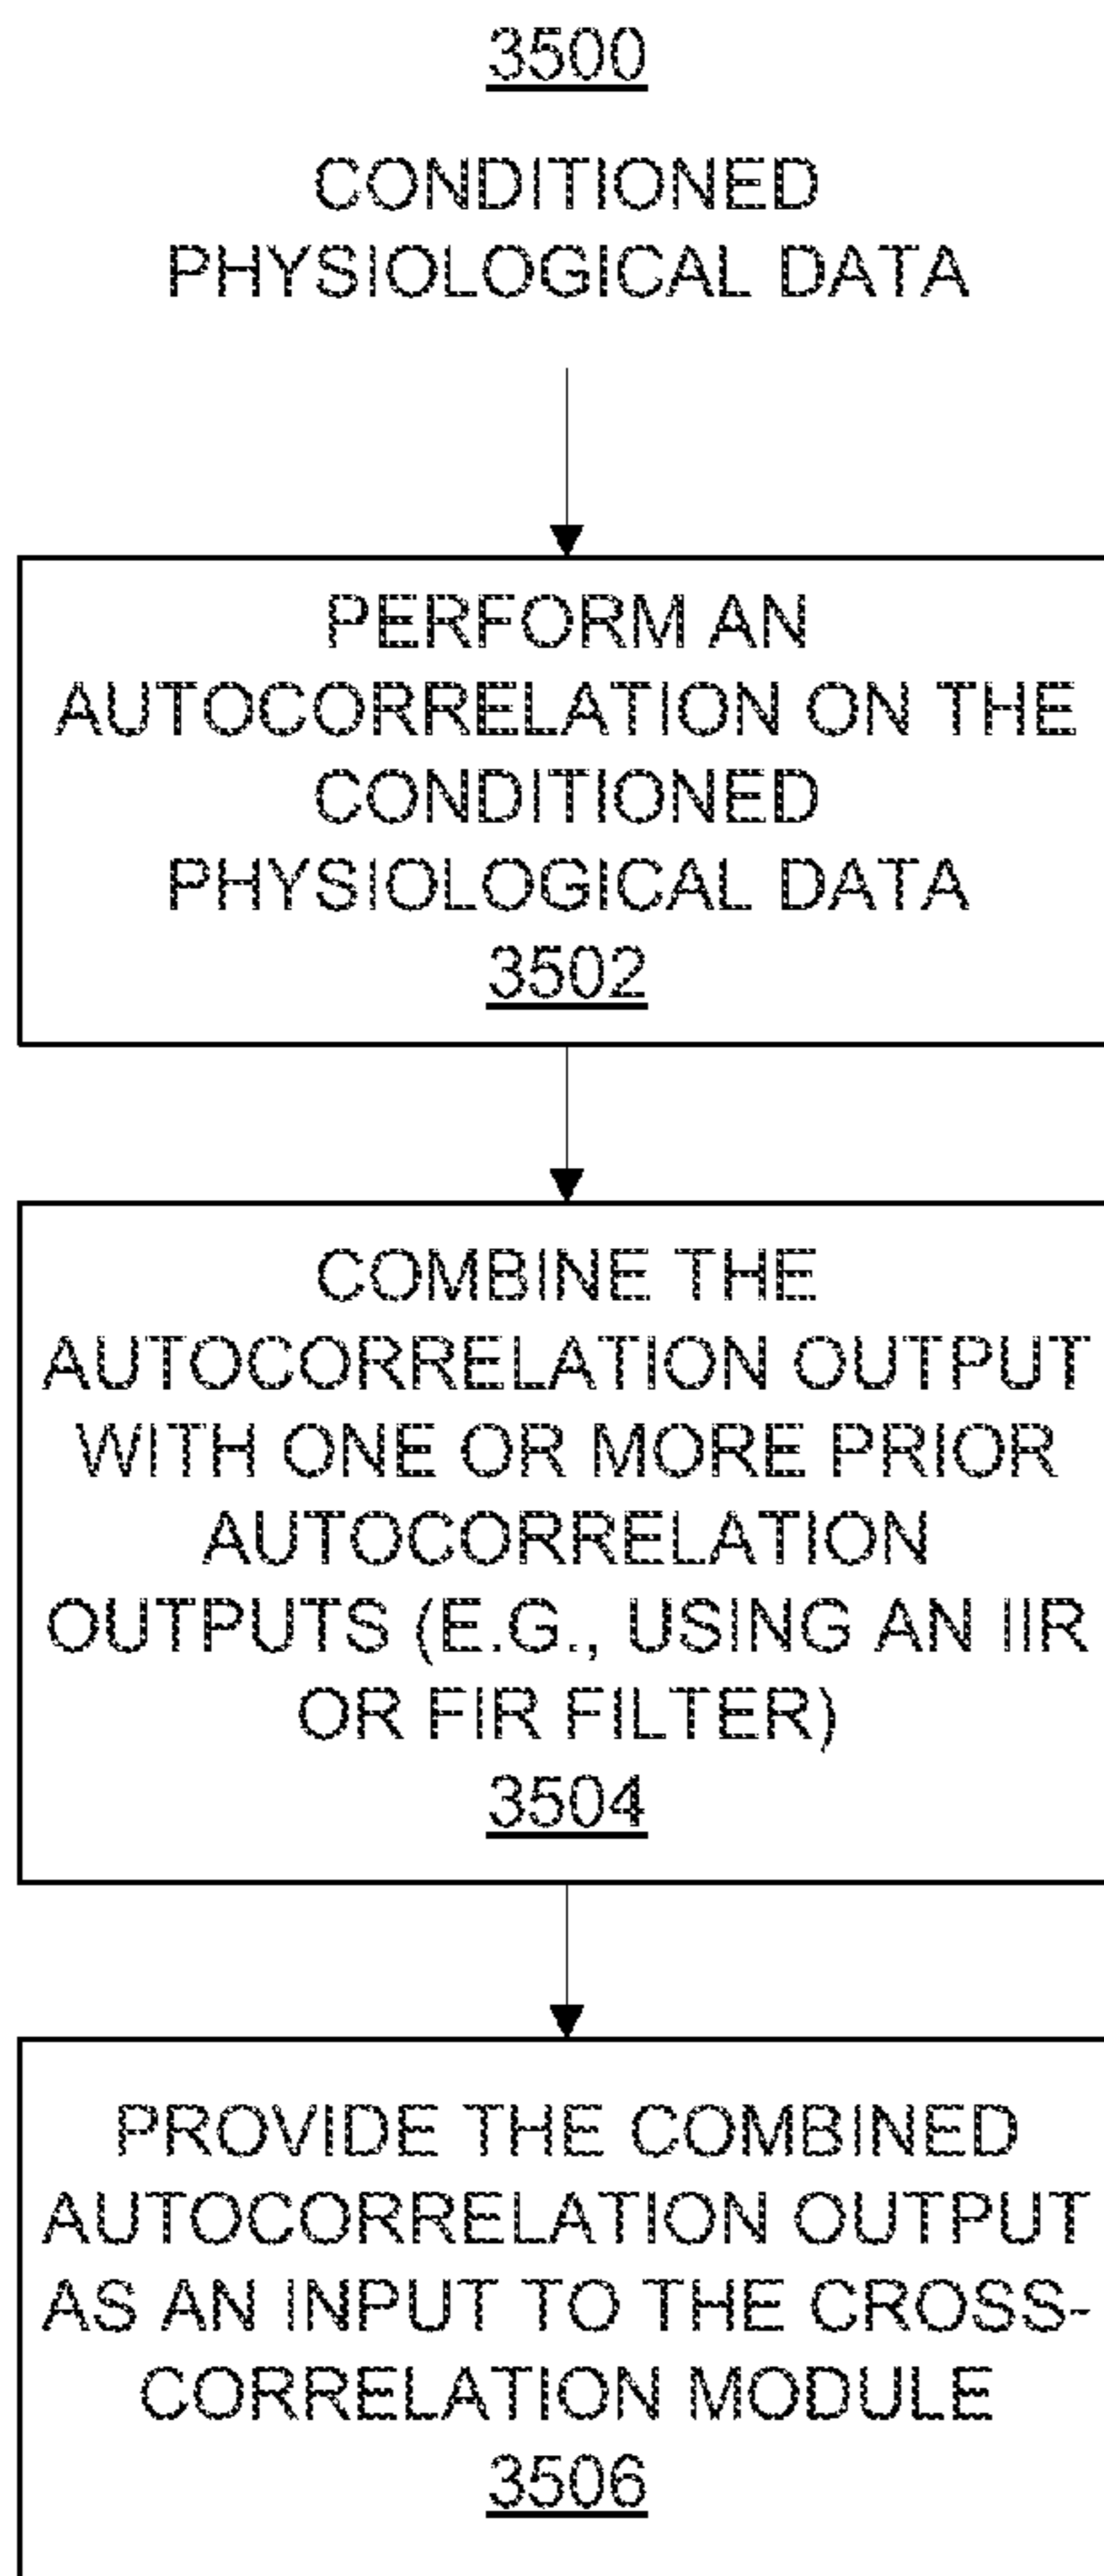 3500
CONDITIONED
PHYSIOLOGICAL DATA
PERFORM AN
AUTOCORRELATION ON THE
CONDITIONED
PHYSIOLOGICAL DATA
3502
COMBINE THE
AUTOCORRELATION OUTPUT
WITH ONE OR MORE PRIOR
AUTOCORRELATION
OUTPUTS (E.G., USING AN IIR
OR FIR FILTER)
3504
PROVIDE THE COMBINED
AUTOCORRELATION OUTPUT
AS AN INPUT TO THE CROSS-
CORRELATION MODULE
3506